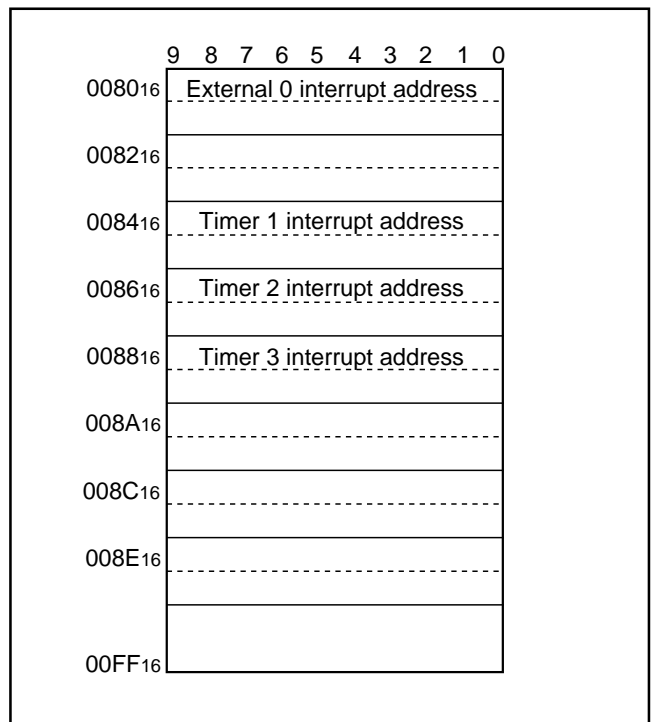 9 8 7 6 5 4 3 2 1 0
008016 External 0 interrupt address
008216
008416 Timer 1 interrupt address
008616 Timer 2 interrupt address
008816 Timer 3 interrupt address
008A16
008C16
008E16
00FF16